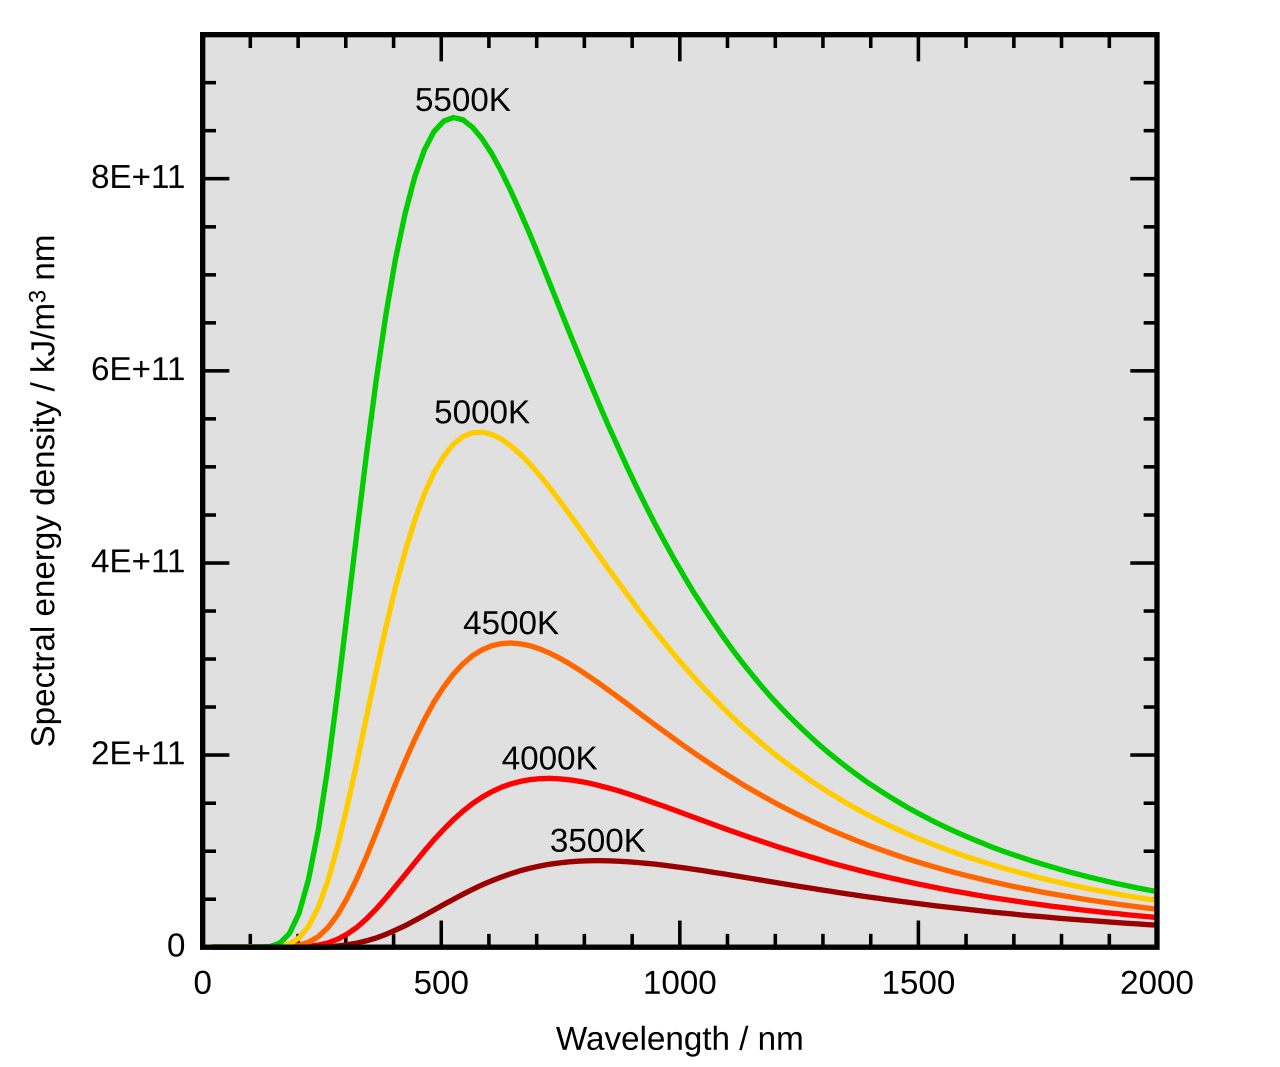 5500K
8E+11
6E+11
5000K
4E+11
4500K
2E+11
4000K
3500K
0
0 500 1000 1500 2000
Wavelength / nm
Spectral energy density / kJ/m³ nm